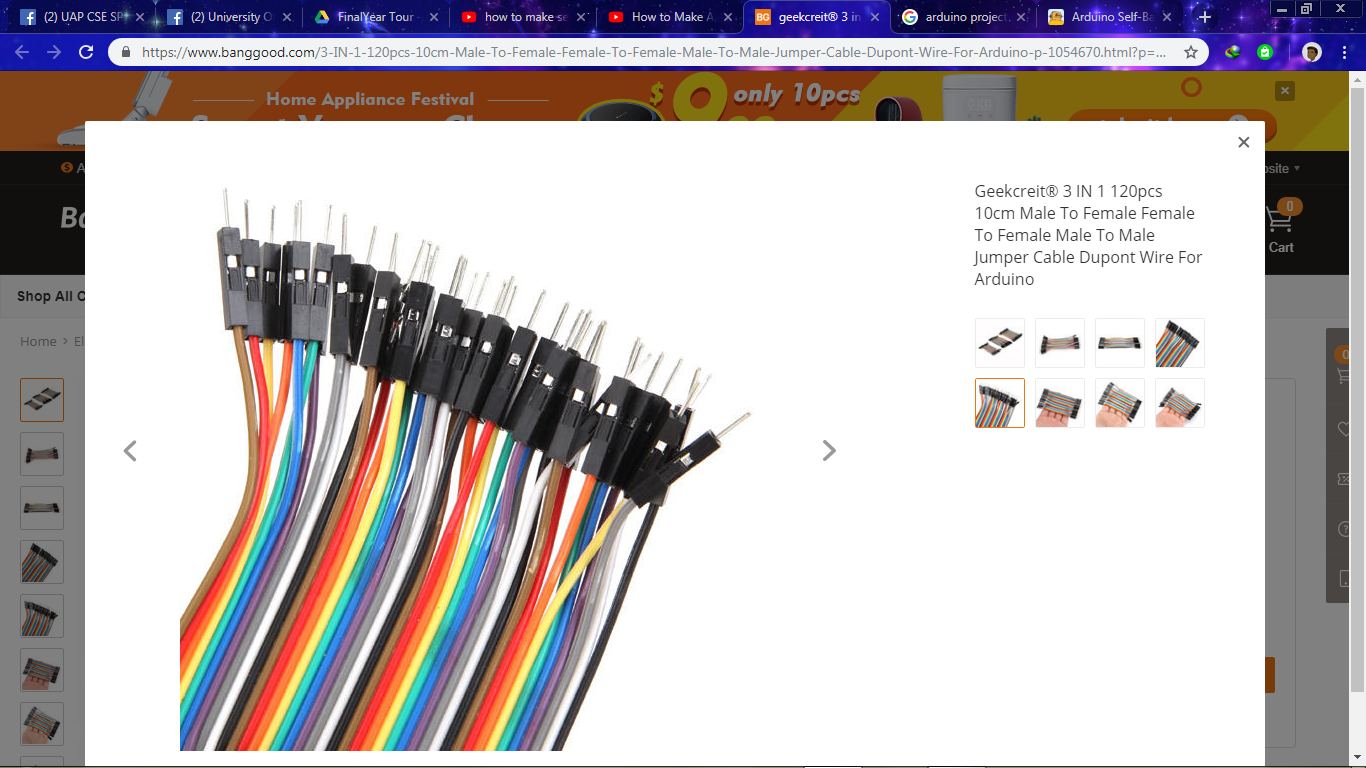 (2) UAP CSE SP
(2) University O
FinalYear Tour -
how to make se
How to Make A
BG geekcreit® 3 in
arduino project
Arduino Self-Ba
https://www.banggood.com/3-IN-1-120pcs-10cm-Male-To-Female-Female-To-Female-Male-To-Male-Jumper-Cable-Dupont-Wire-For-Arduino-p-1054670.html?p=...
Home Appliance Festival
$
only 10pcs
Geekcreit® 3 IN 1 120pcs
10cm Male To Female Female
To Female Male To Male
Jumper Cable Dupont Wire For
Arduino
0
Cart
Shop All C
Home > El
0